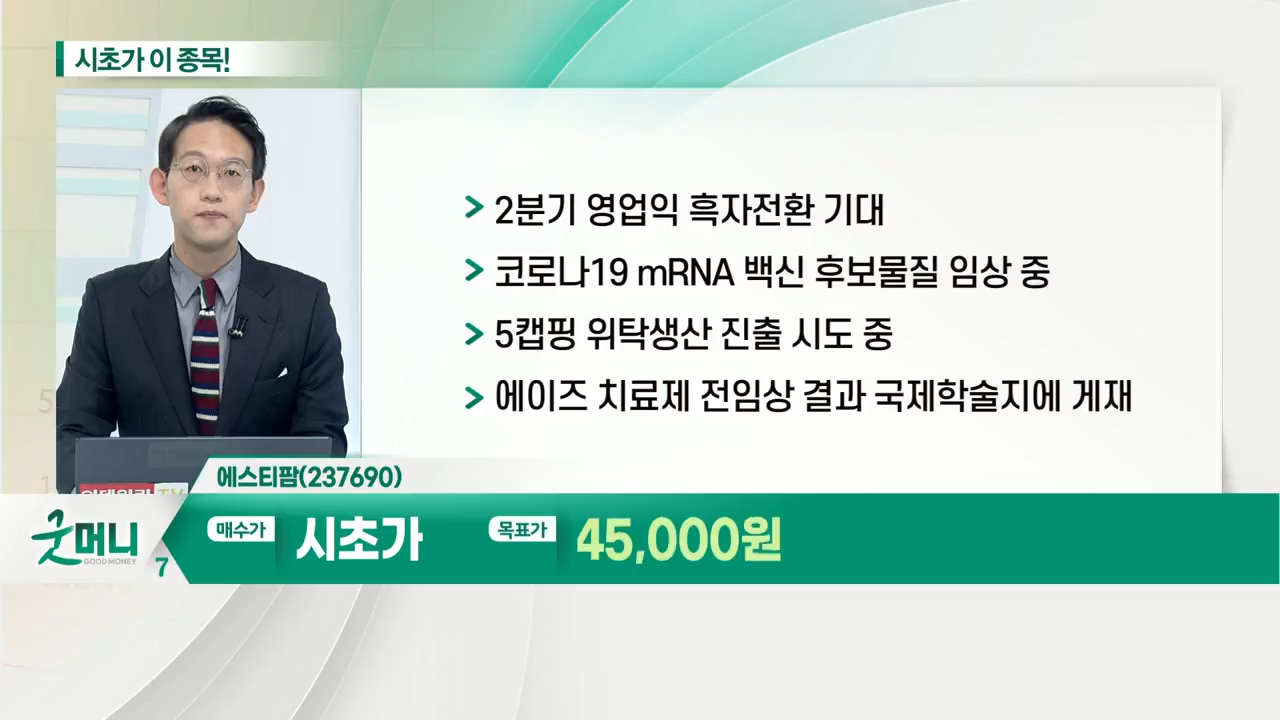 시초가 이 종목!
> 2분기 영업익 흑자전환 기대
> 코로나19 mRNA 백신 후보물질 임상 중
> 5캡핑 위탁생산 진출 시도 중
> 에이즈 치료제 전임상 결과 국제학술지에 게재
에스티팜(237690)
굿머니
GOOD MONEY
7
매수가 시초가 목표가 45,000원
5
1